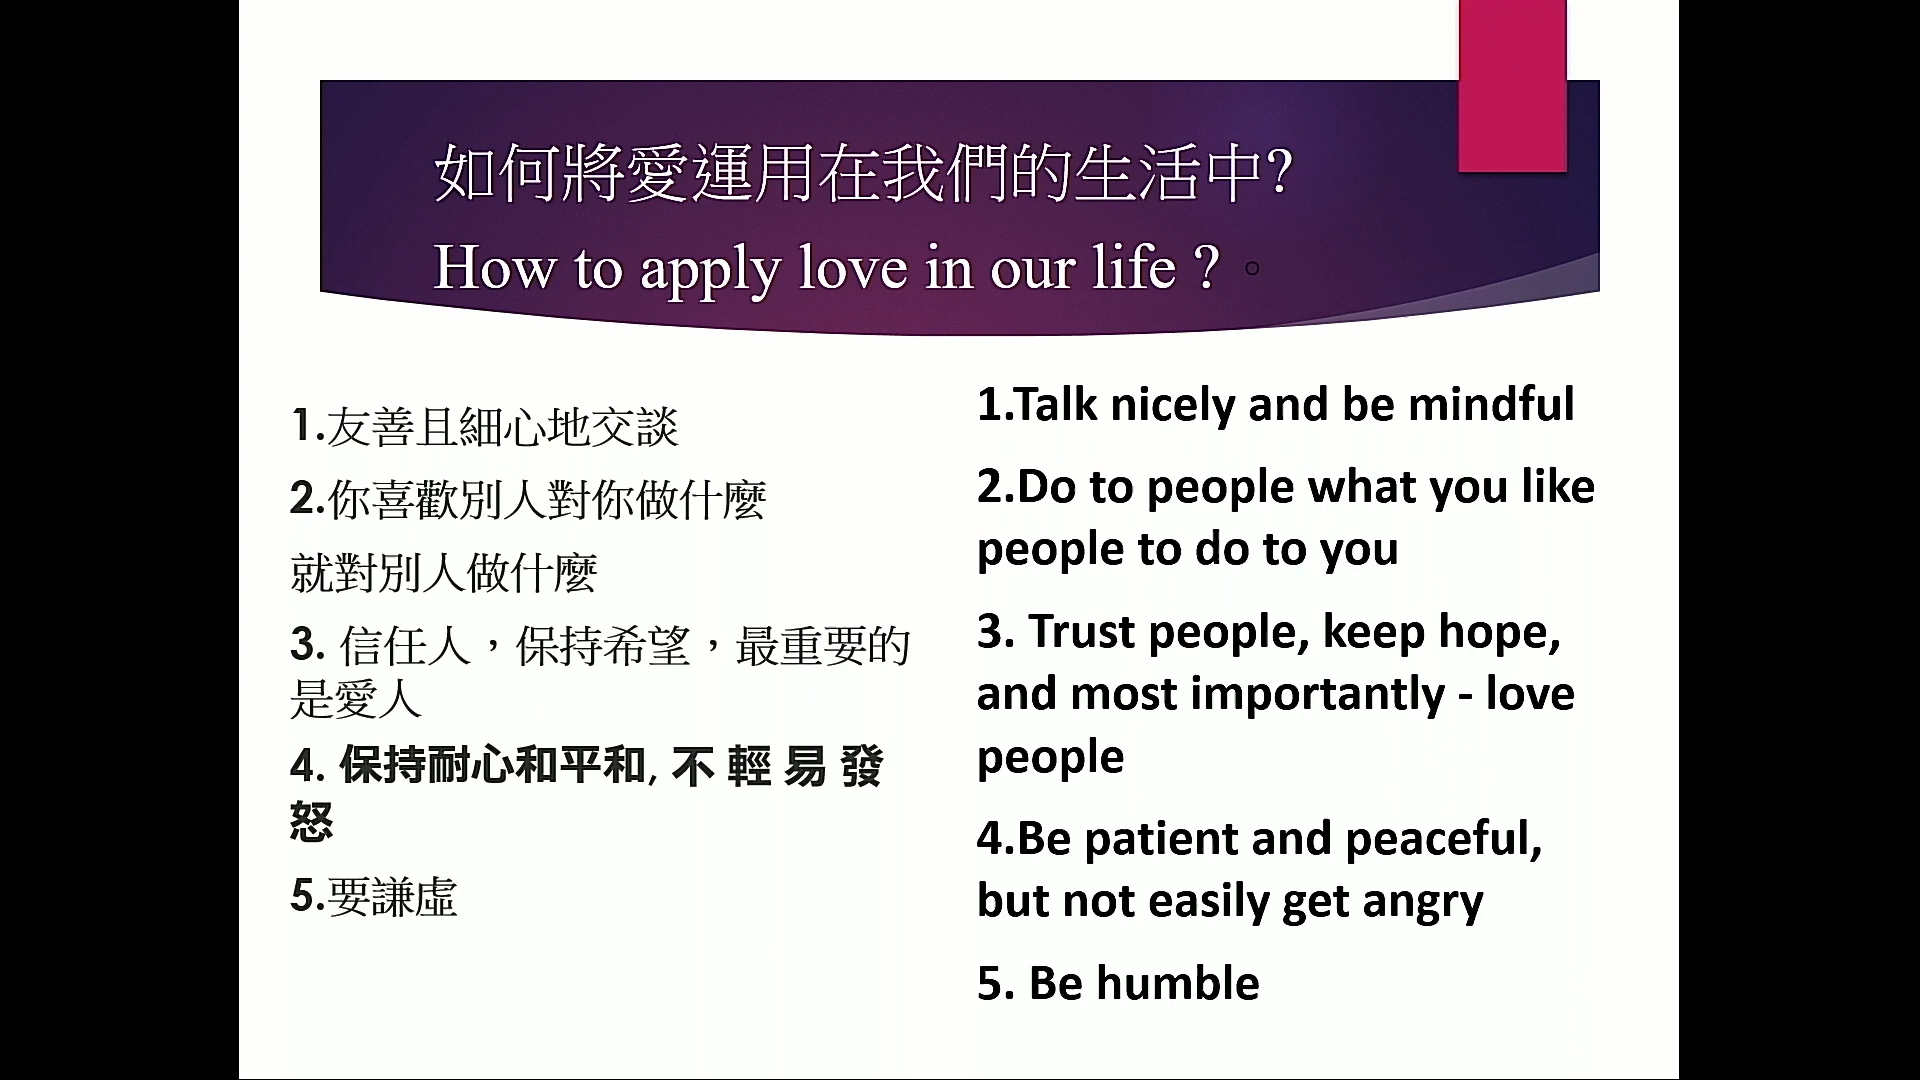 如何將愛運用在我們的生活中?
How to apply love in our life ? 。
1.友善且細心地交談
2.你喜歡別人對你做什麼
就對別人做什麼
3. 信任人，保持希望，最重要的
是愛人
4. 保持耐心和平和, 不 輕 易 發
怒
5.要謙虛
1.Talk nicely and be mindful
2.Do to people what you like
people to do to you
3. Trust people, keep hope,
and most importantly - love
people
4.Be patient and peaceful,
but not easily get angry
5. Be humble